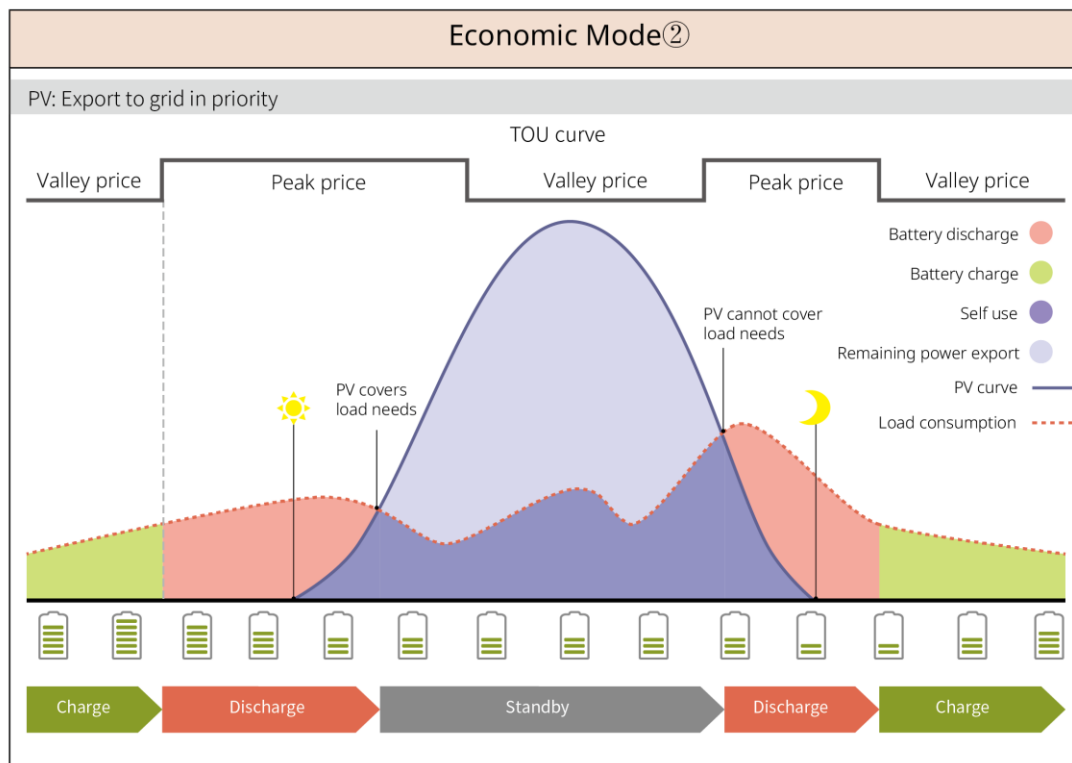 Economic Mode②
PV: Export to grid in priority
TOU curve
Valley price
Peak price
Valley price
Peak price
Valley price
Battery discharge
Battery charge
Self use
Remaining power export
PV curve
Load consumption
PV cannot cover
load needs
PV covers
load needs
Charge
Discharge
Standby
Discharge
Charge